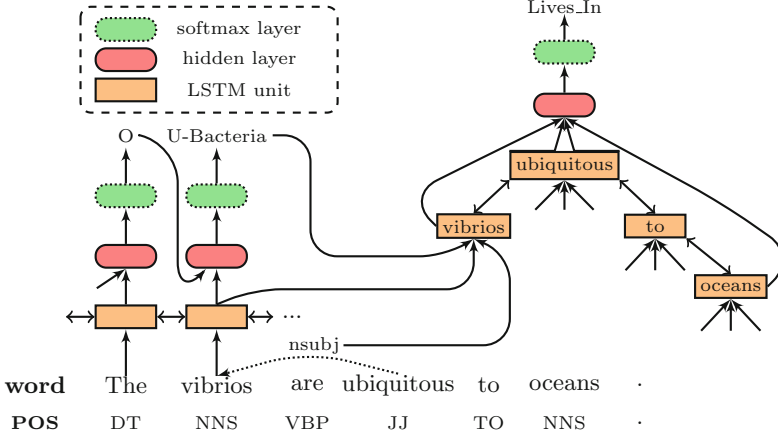 Lives_In
softmax layer
hidden layer
LSTM unit
O U-Bacteria
ubiquitous
vibrios
to
oceans
...
nsubj
word The vibrios are ubiquitous to oceans .
POS DT NNS VBP JJ TO NNS .